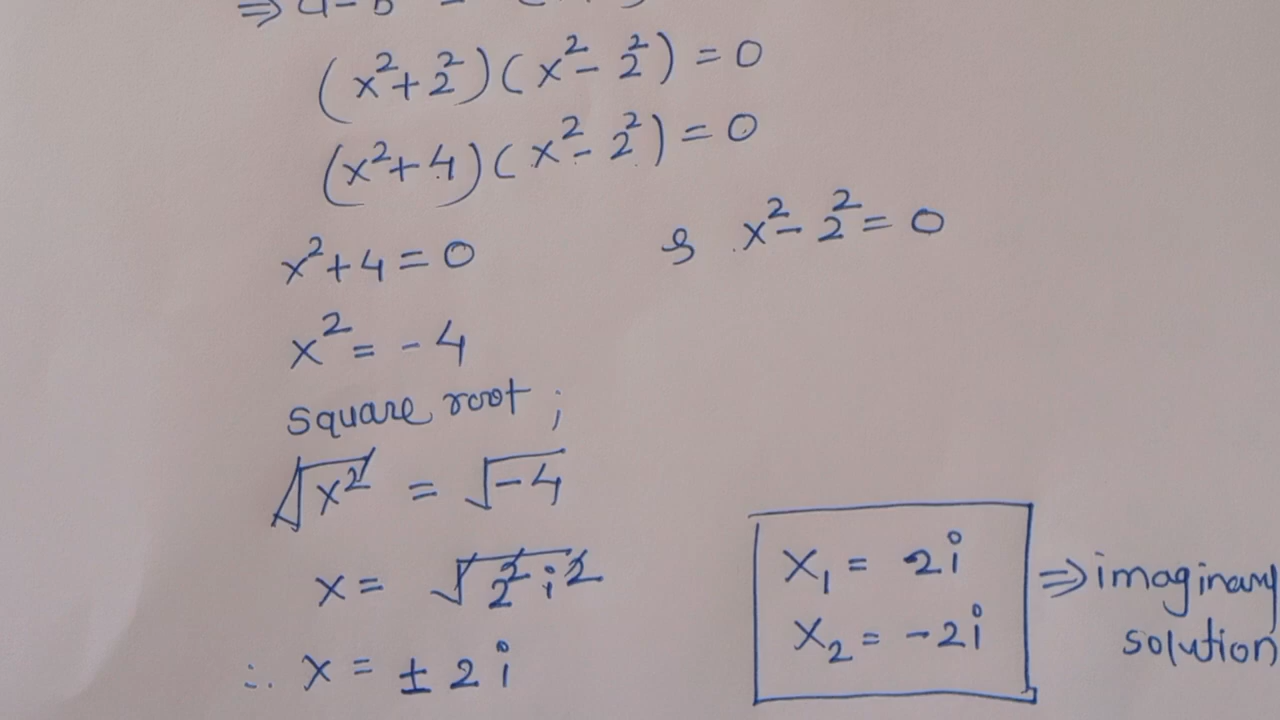 (x²+2²)(x²-2²)=0
(x²+4)(x²-2²)=0
x²+4=0
& x²-2²=0
x²=-4
square root;
√x² = √-4
x= √2²i²
∴ x = ± 2i
x₁ = 2i
x₂ = -2i
⇒imaginary
solution